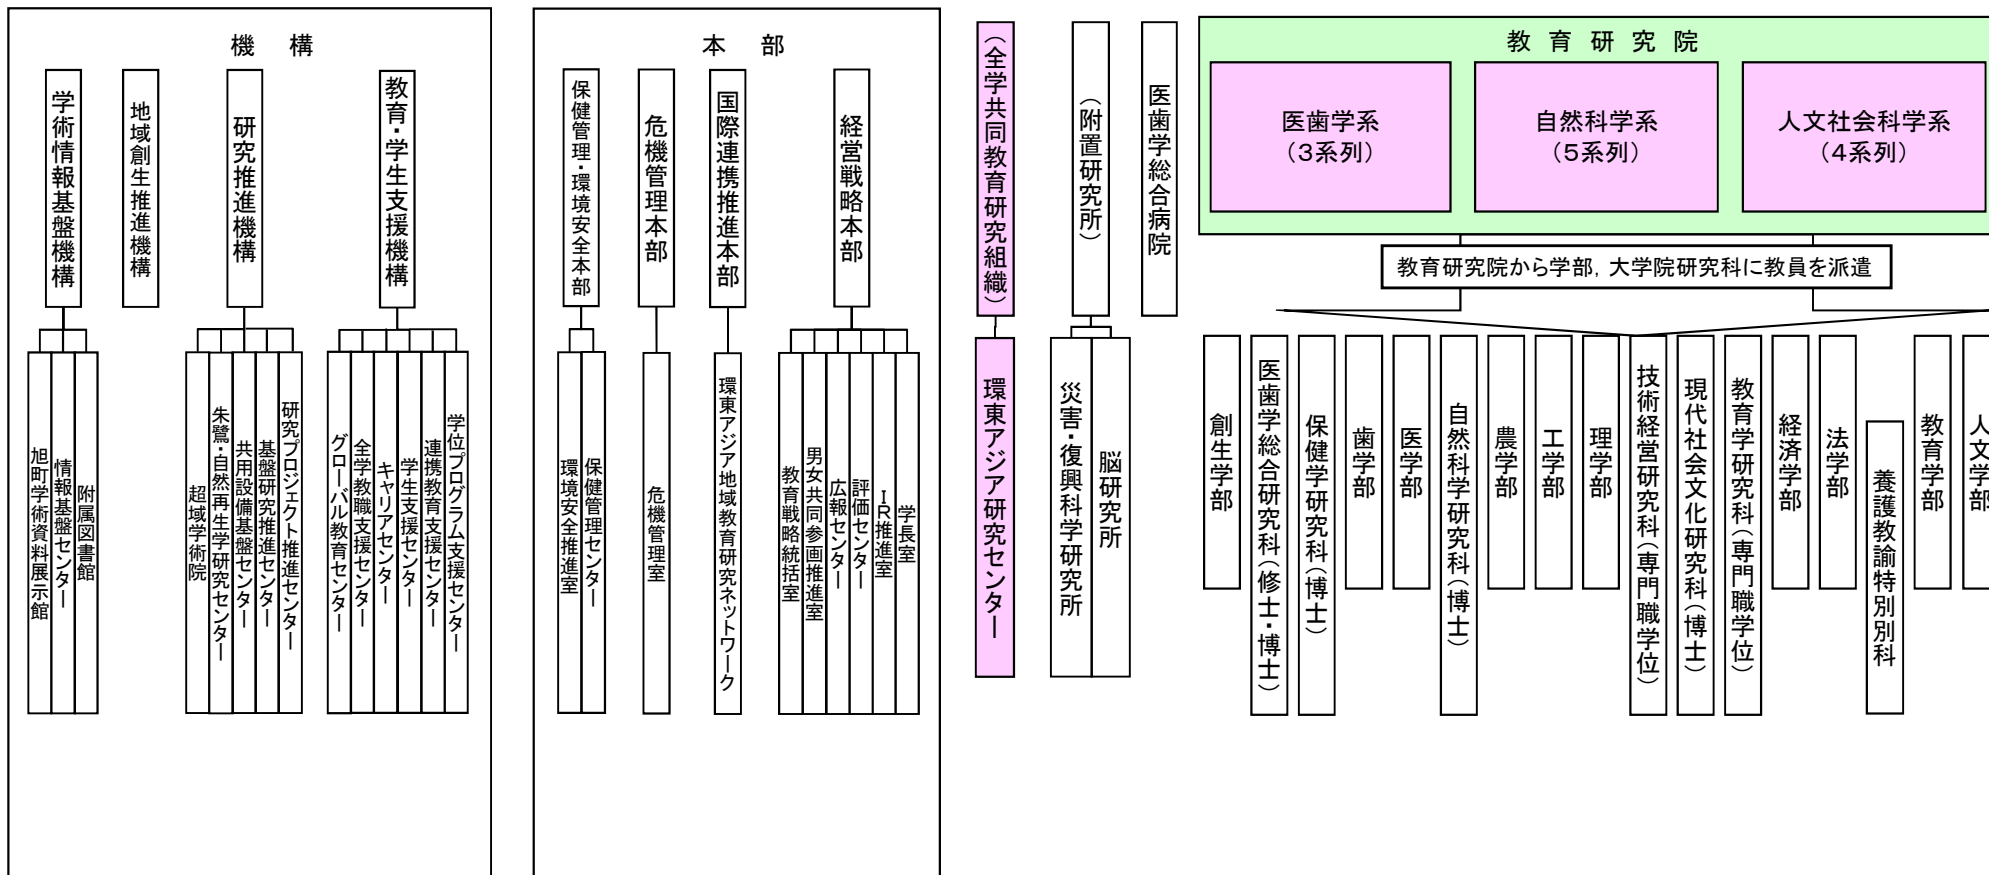 機 構
学術情報基盤機構
地域創生推進機構
研究推進機構
教育・学生支援機構
旭町学術資料展示館
情報基盤センター
附属図書館
超域学術院
朱鷺・自然再生学研究センター
共用設備基盤センター
基盤研究推進センター
研究プロジェクト推進センター
グローバル教育センター
全学教職支援センター
キャリアセンター
学生支援センター
連携教育支援センター
学位プログラム支援センター
本 部
保健管理・環境安全本部
危機管理本部
国際連携推進本部
経営戦略本部
環境安全推進室
保健管理センター
危機管理室
環東アジア地域教育研究ネットワーク
教育戦略統括室
男女共同参画推進室
広報センター
評価センター
IR推進室
学長室
(全学共同教育研究組織)
環東アジア研究センター
(附置研究所)
災害・復興科学研究所
脳研究所
医歯学総合病院
教 育 研 究 院
医歯学系
(3系列)
自然科学系
(5系列)
人文社会科学系
(4系列)
教育研究院から学部,大学院研究科に教員を派遣
創生学部
医歯学総合研究科(修士・博士)
保健学研究科(博士)
歯学部
医学部
自然科学研究科(博士)
農学部
工学部
理学部
技術経営研究科(専門職学位)
現代社会文化研究科(博士)
教育学研究科(専門職学位)
経済学部
法学部
養護教諭特別別科
教育学部
人文学部